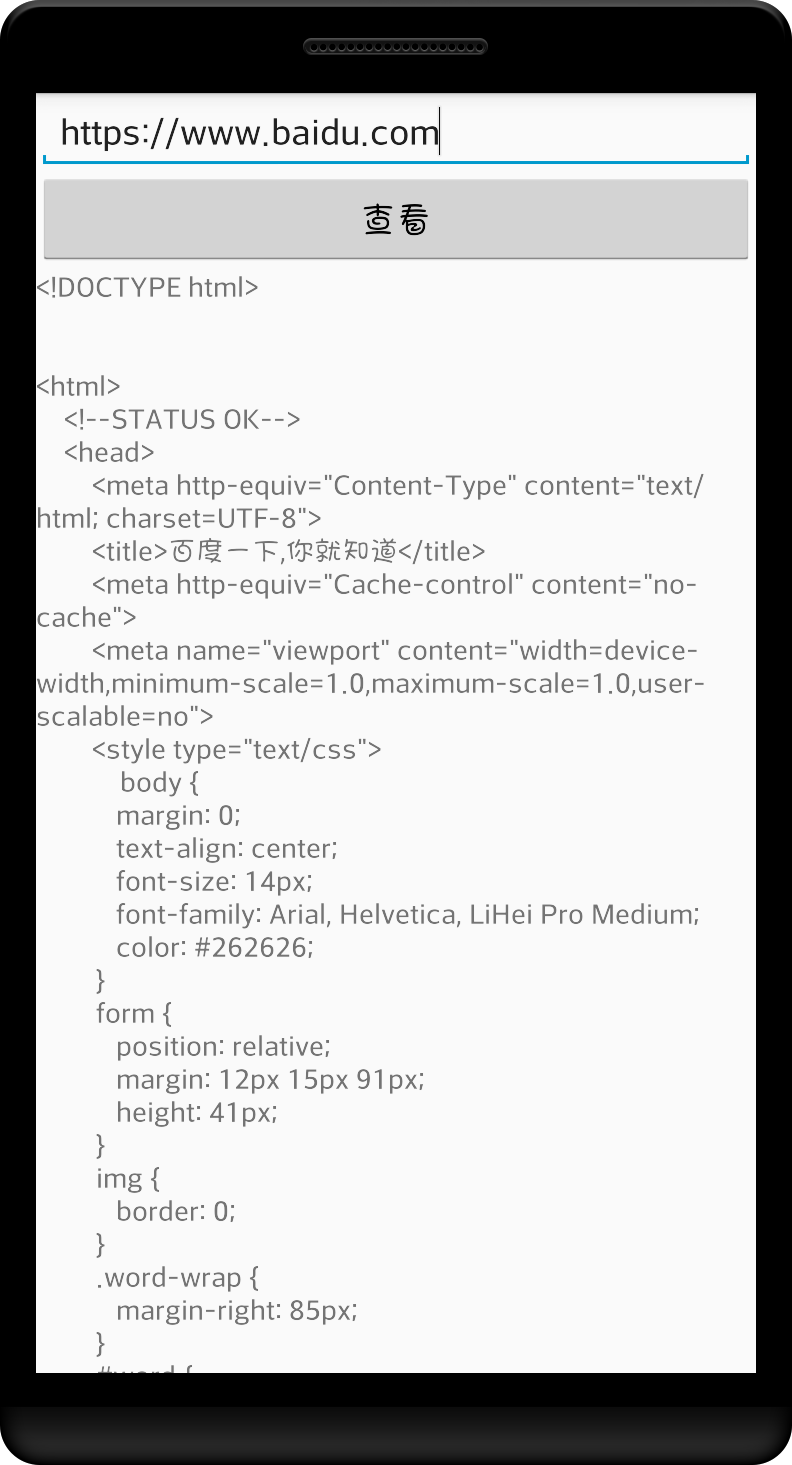 https://www.baidu.com
查看
<!DOCTYPE html>
<html>
<!--STATUS OK-->
<head>
<meta http-equiv="Content-Type" content="text/
html; charset=UTF-8">
<title>百度一下,你就知道</title>
<meta http-equiv="Cache-control" content="no-
cache">
<meta name="viewport" content="width=device-
width,minimum-scale=1.0,maximum-scale=1.0,user-
scalable=no">
<style type="text/css">
body {
margin: 0;
text-align: center;
font-size: 14px;
font-family: Arial, Helvetica, LiHei Pro Medium;
color: #262626;
}
form {
position: relative;
margin: 12px 15px 91px;
height: 41px;
}
img {
border: 0;
}
.word-wrap {
margin-right: 85px;
}
#word {